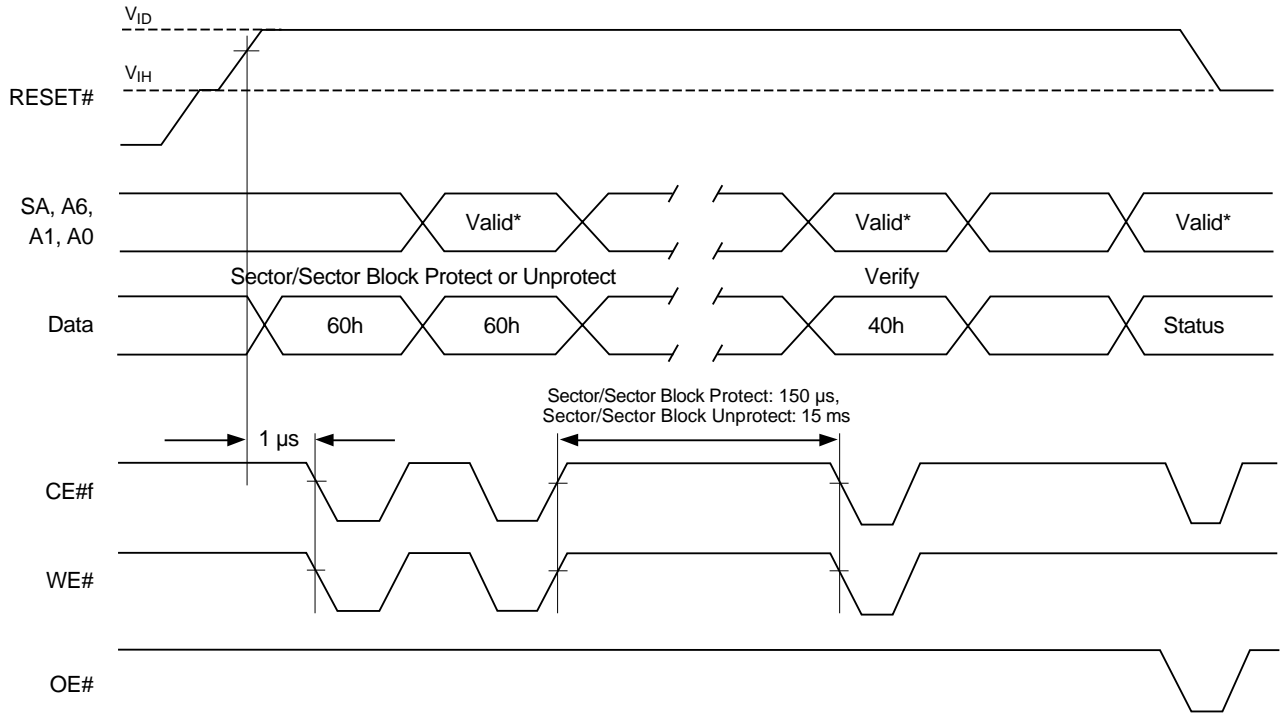 VID
VIH
RESET#
SA, A6,
A1, A0
Valid*
Valid*
Valid*
Sector/Sector Block Protect or Unprotect
Verify
Data
60h
60h
40h
Status
Sector/Sector Block Protect: 150 µs,
Sector/Sector Block Unprotect: 15 ms
1 µs
CE#f
WE#
OE#